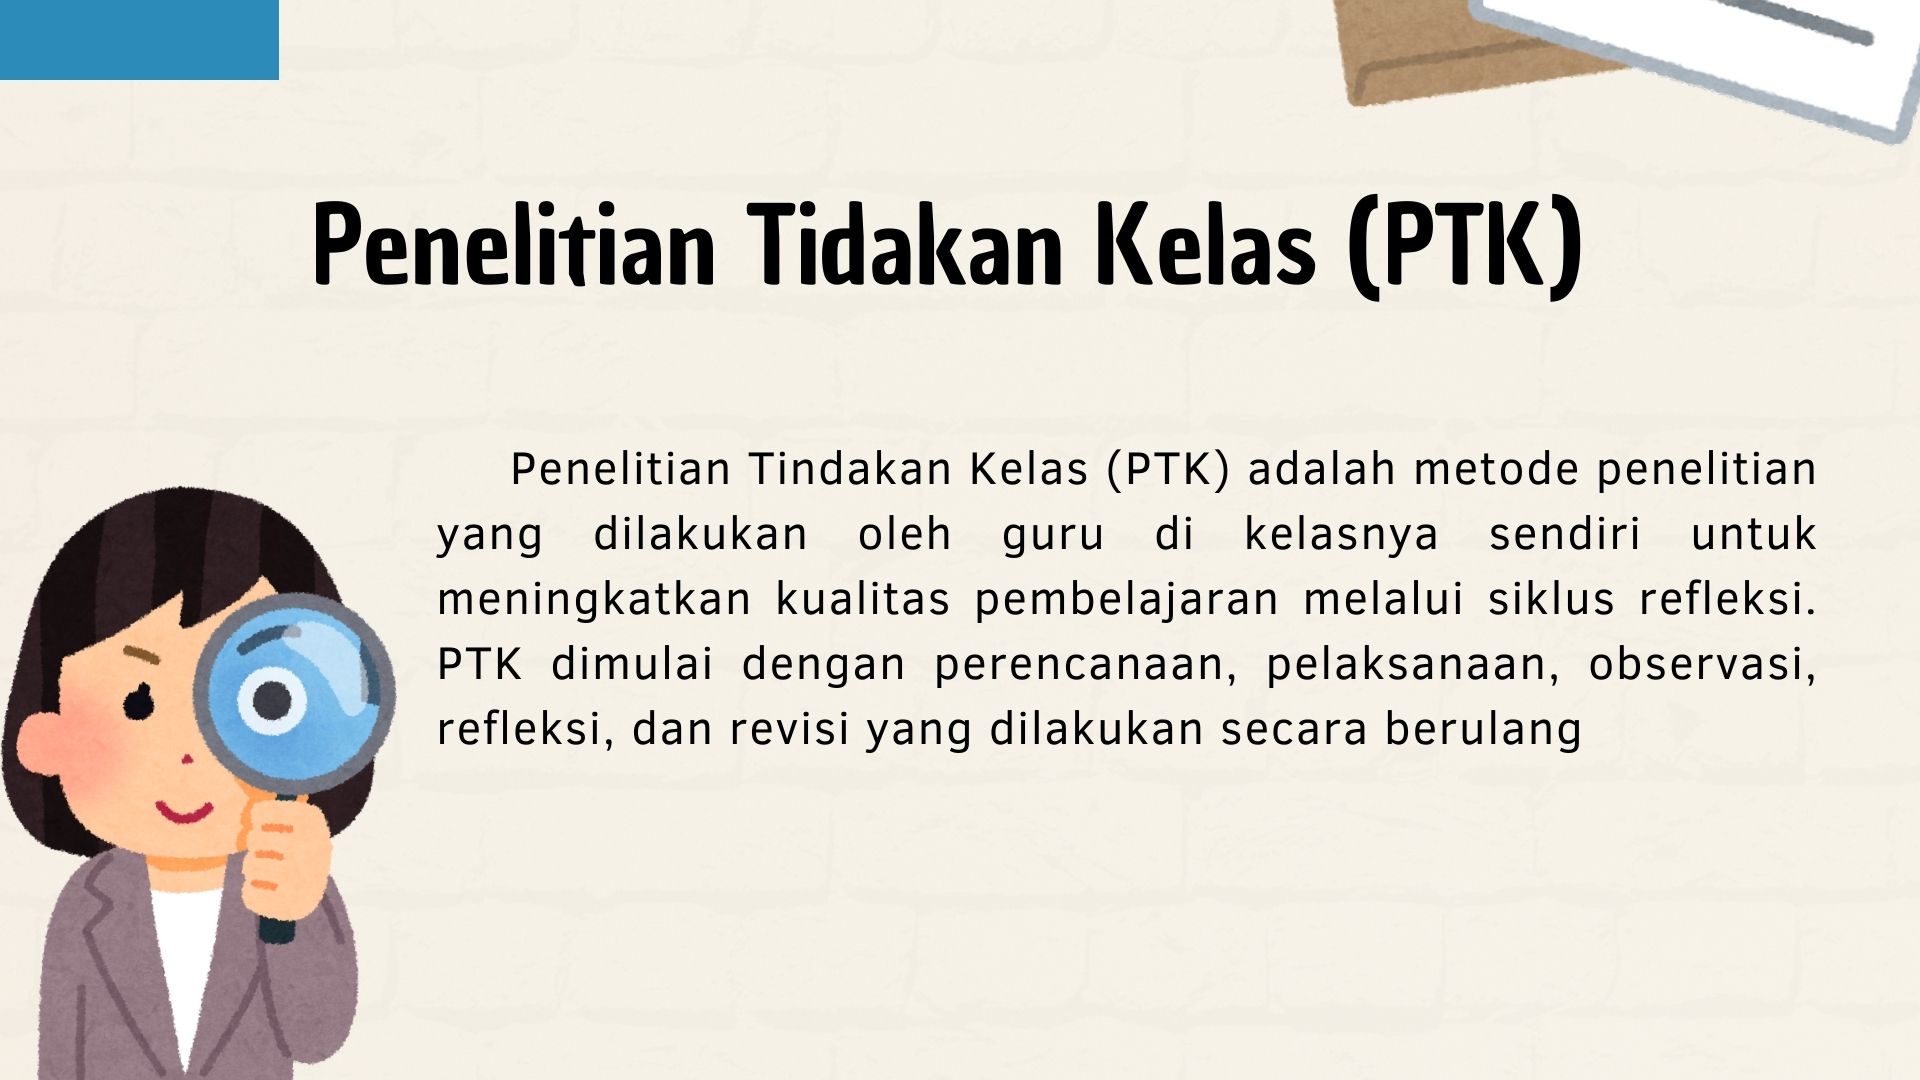 Penelitian Tidakan Kelas (PTK)
Penelitian Tindakan Kelas (PTK) adalah metode penelitian
yang dilakukan oleh guru di kelasnya sendiri untuk
meningkatkan kualitas pembelajaran melalui siklus refleksi.
PTK dimulai dengan perencanaan, pelaksanaan, observasi,
refleksi, dan revisi yang dilakukan secara berulang